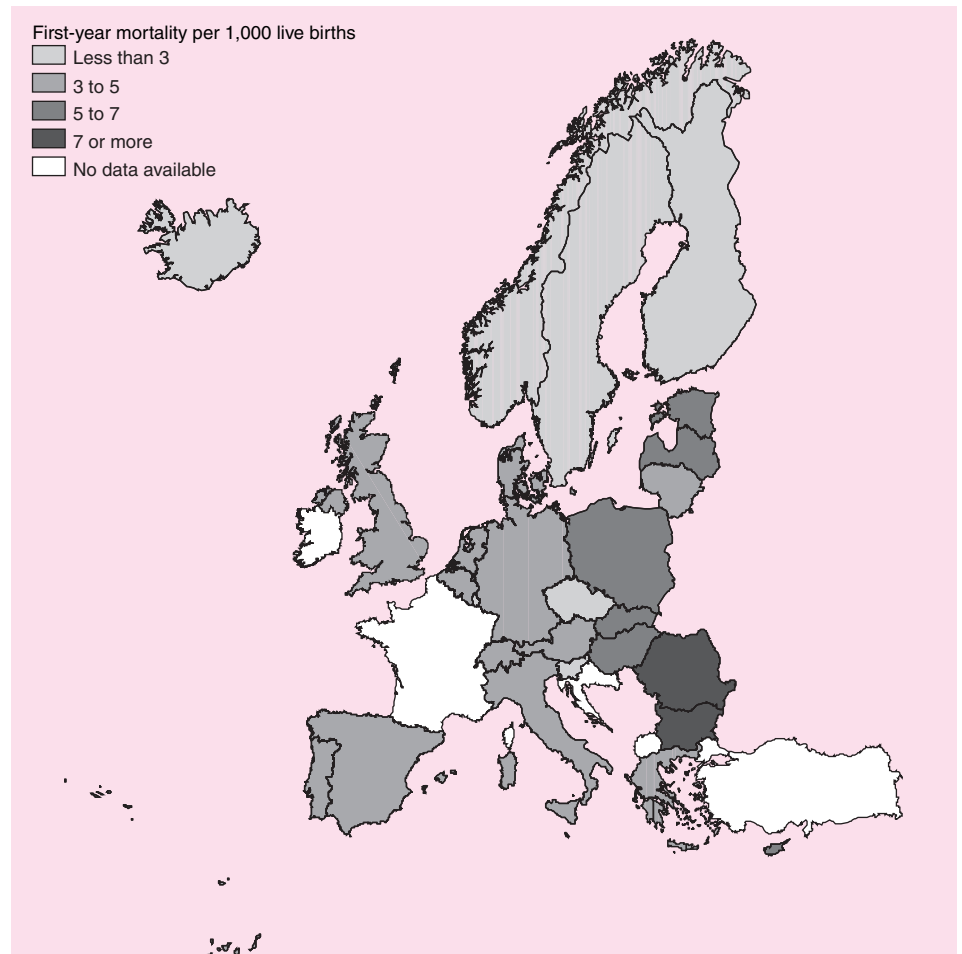 First-year mortality per 1,000 live births
Less than 3
3 to 5
5 to 7
7 or more
No data available